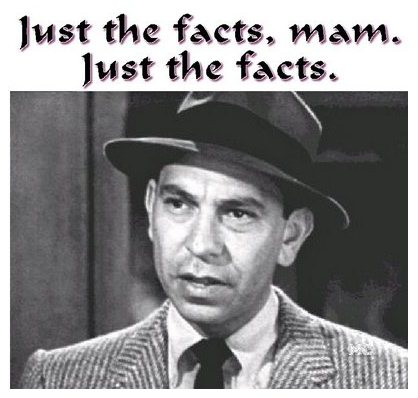 Just the facts, mam.
Just the facts.